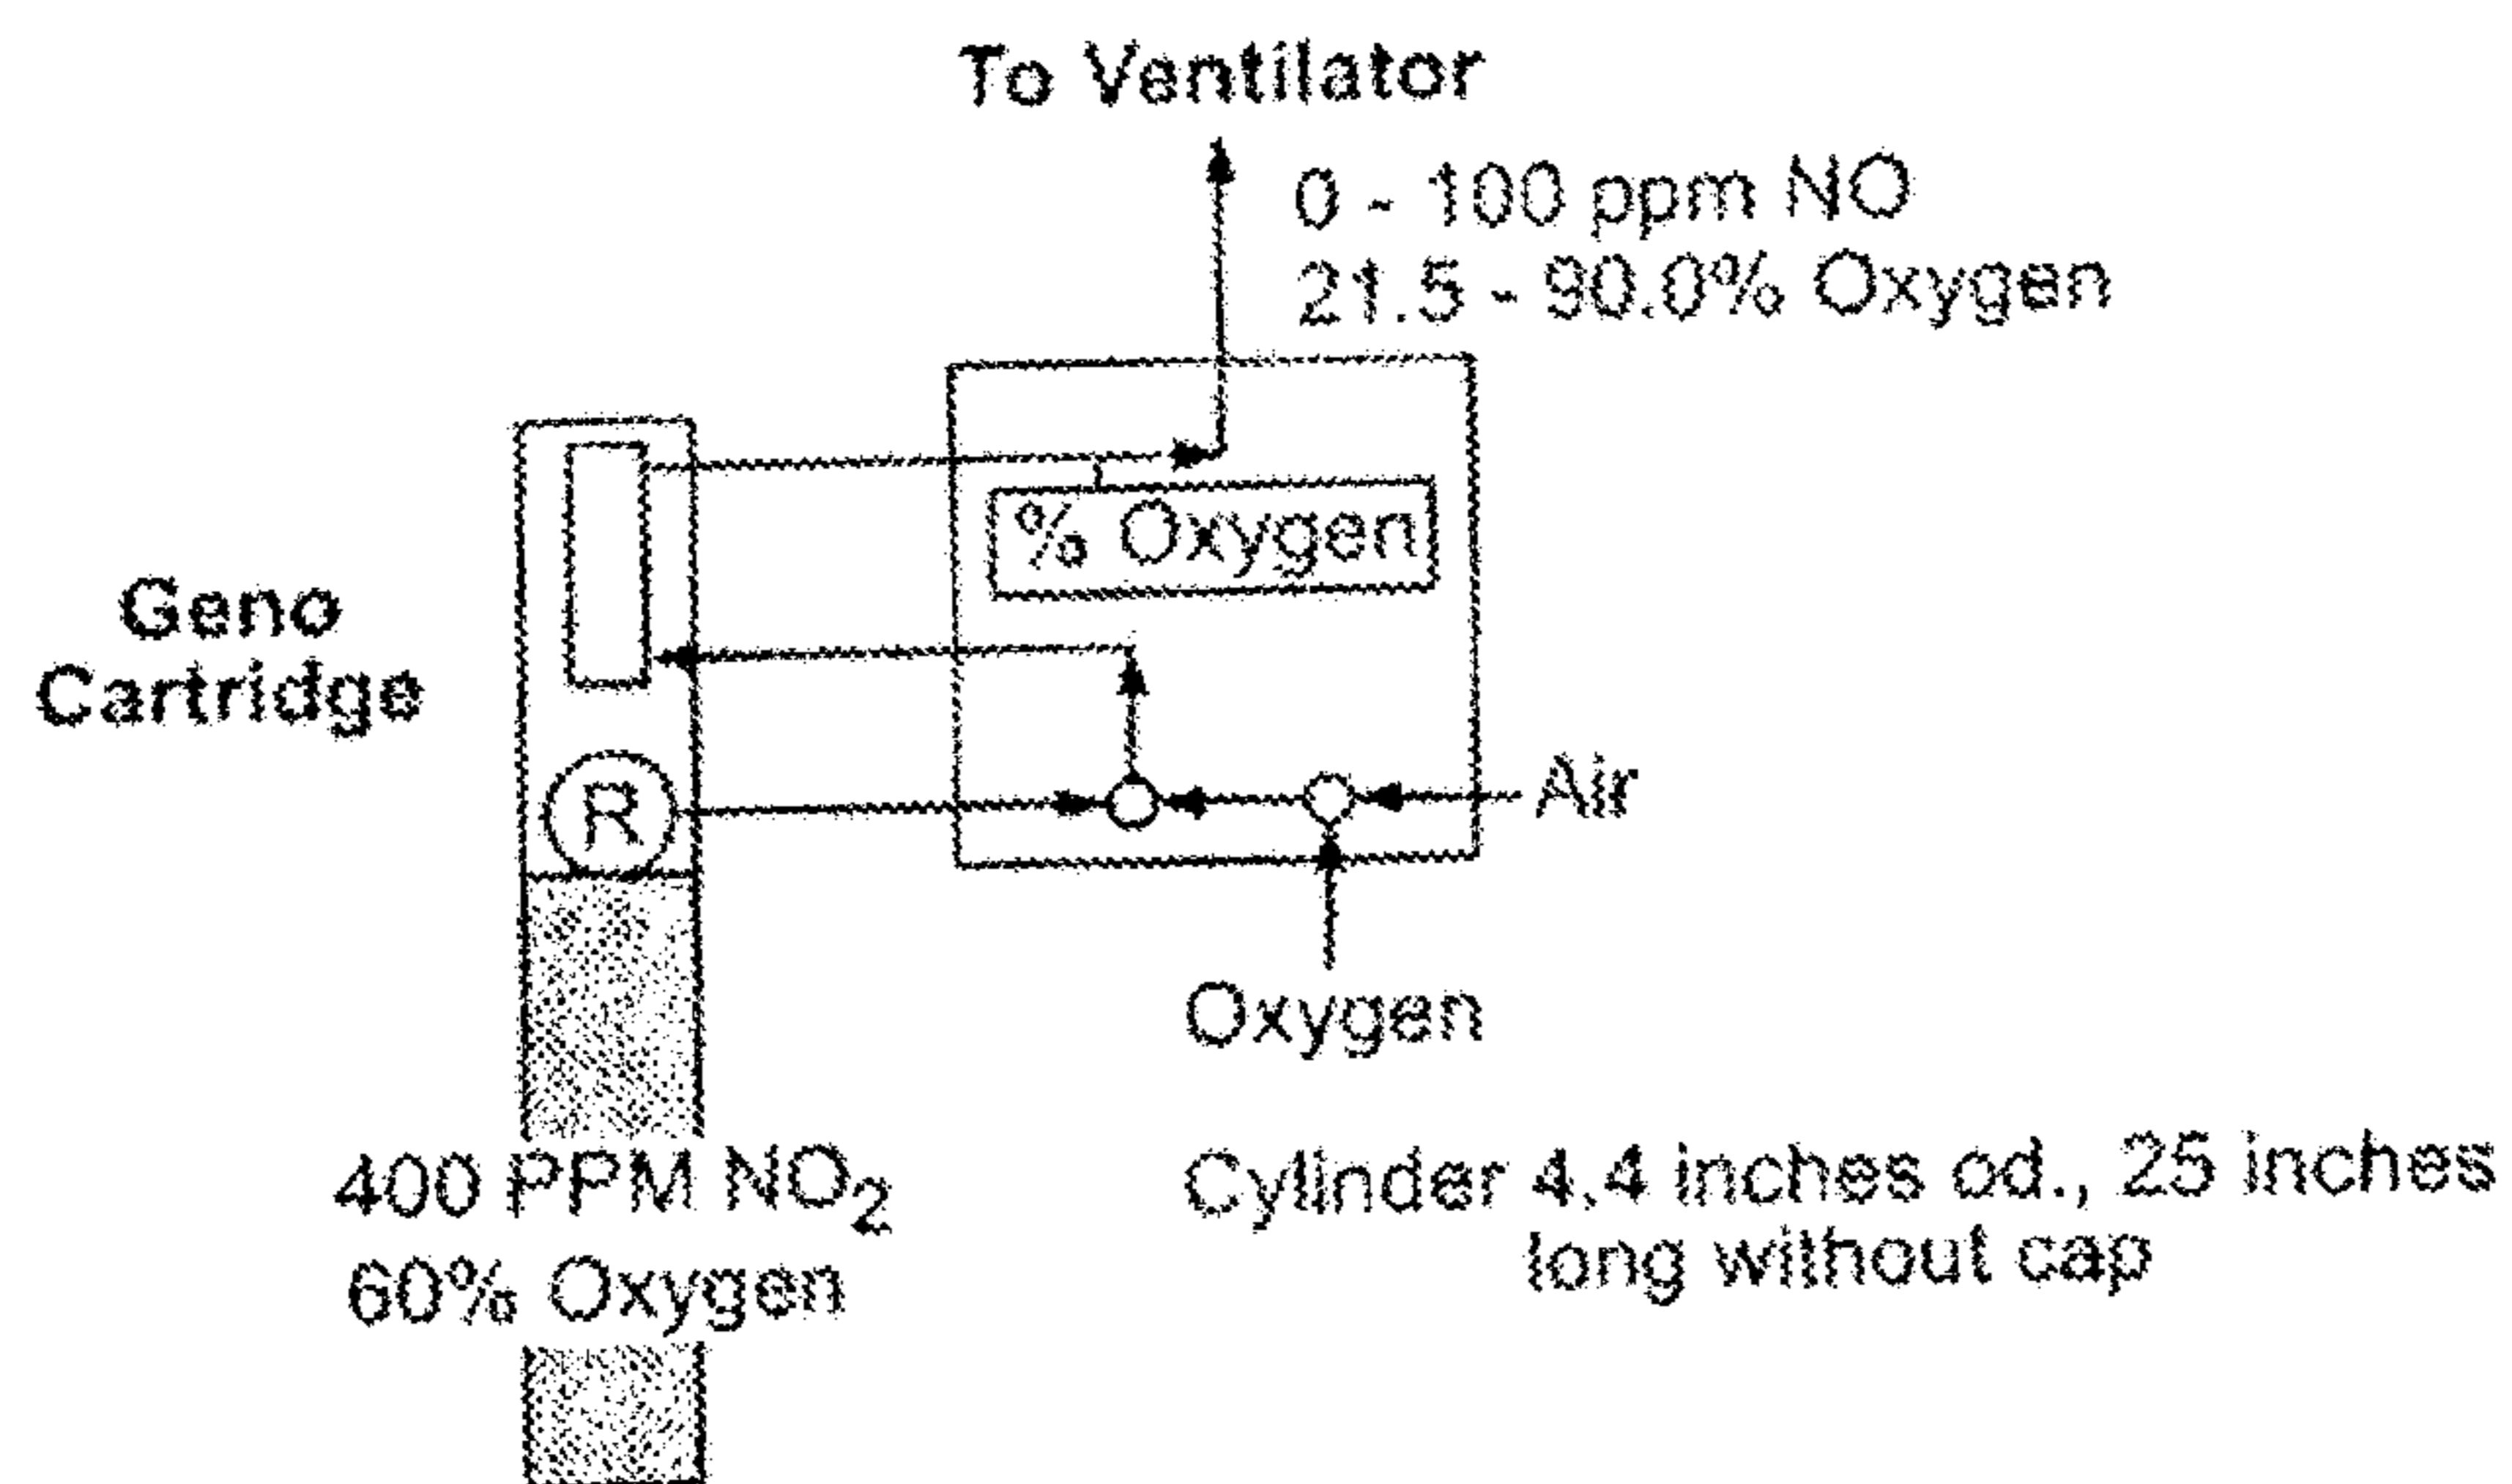 To Ventilator
0 - 100 ppm NO
21.5 - 90.0% Oxygen
% Oxygen
Geno
Cartridge
R
Air
Oxygen
400 PPM NO₂
60% Oxygen
Cylinder 4.4 inches od., 25 inches
long without cap